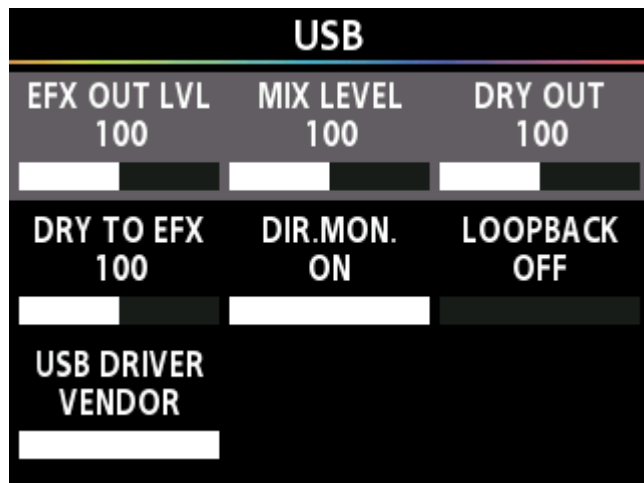 USB
EFX OUT LVL
100
MIX LEVEL
100
DRY OUT
100
DRY TO EFX
100
DIR.MON.
ON
LOOPBACK
OFF
USB DRIVER
VENDOR